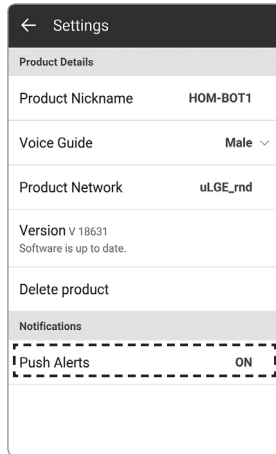 Settings
Product Details
Product Nickname HOM-BOT1
Voice Guide Male
Product Network uLGE_rnd
Version V 18631
Software is up to date.
Delete product
Notifications
Push Alerts ON